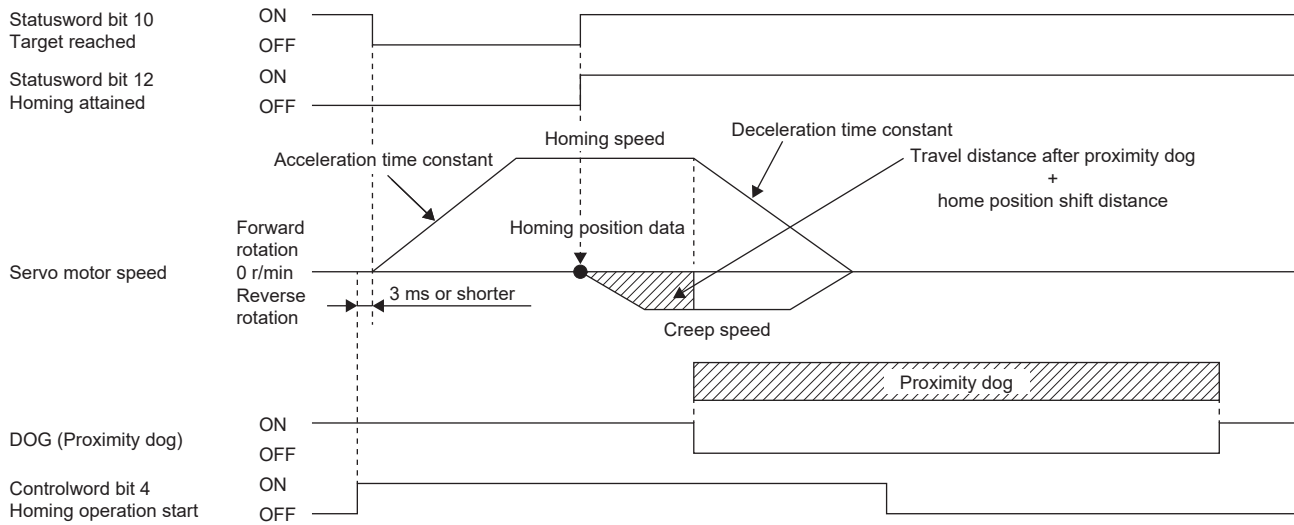 Statusword bit 10
Target reached
ON
OFF
Statusword bit 12
Homing attained
ON
OFF
Homing speed
Deceleration time constant
Acceleration time constant
Travel distance after proximity dog
+
home position shift distance
Homing position data
Servo motor speed
Forward
rotation
0 r/min
Reverse
rotation
3 ms or shorter
Creep speed
Proximity dog
DOG (Proximity dog)
ON
OFF
Controlword bit 4
Homing operation start
ON
OFF